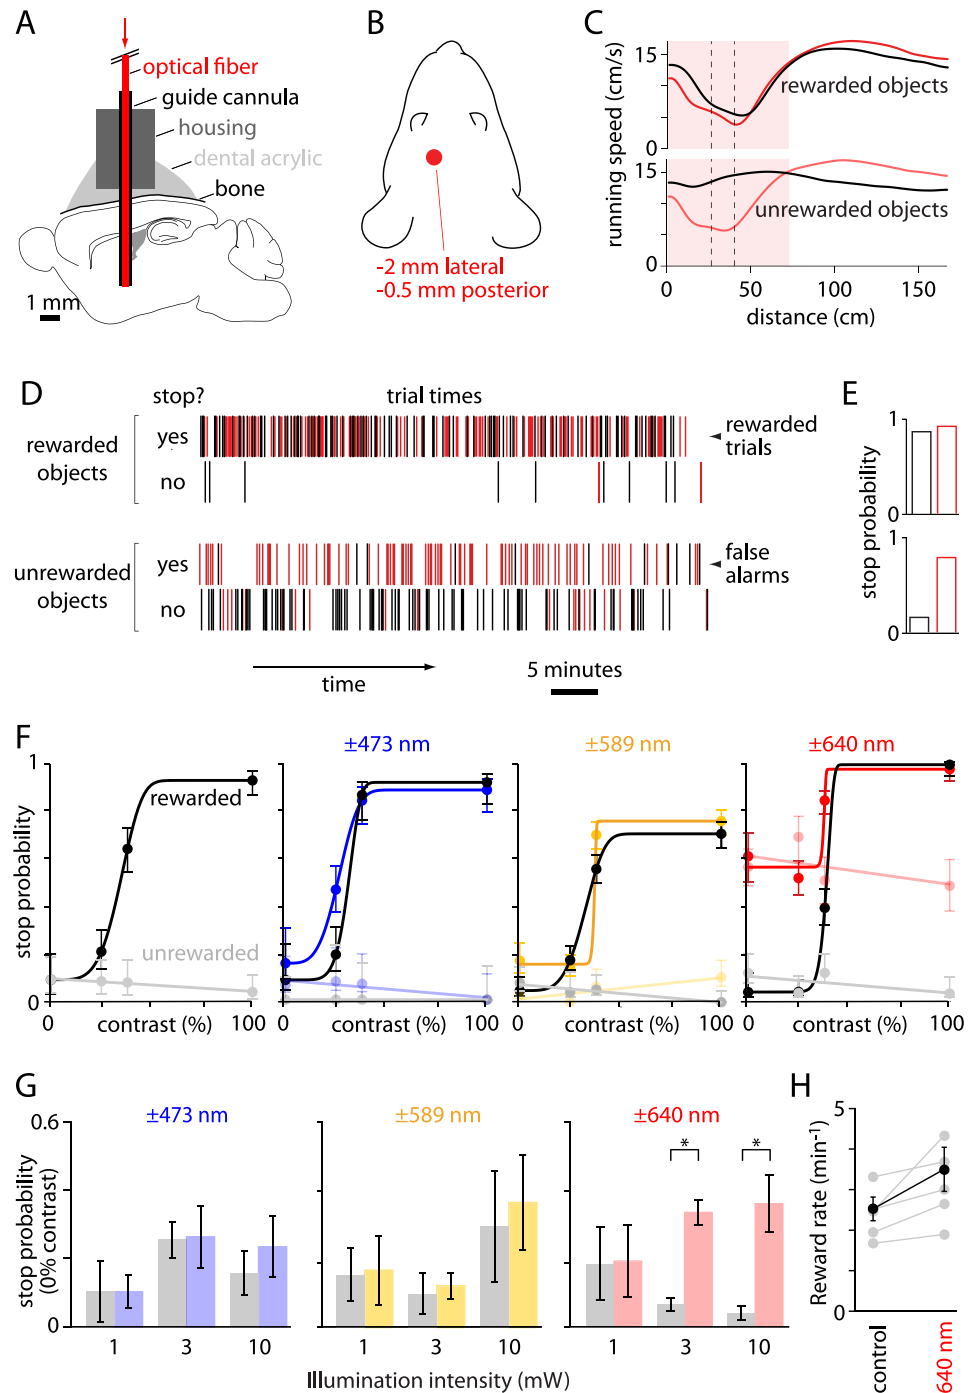 A
optical fiber
guide cannula
housing
dental acrylic
bone
1 mm
B
-2 mm lateral
-0.5 mm posterior
C
running speed (cm/s)
15
0
rewarded objects
15
0
unrewarded objects
0
50
100
150
distance (cm)
D
stop?
trial times
rewarded
objects
yes
no
rewarded
trials
unrewarded
objects
yes
no
false
alarms
time
5 minutes
E
stop probability
1
0
1
0
F
stop probability
1
0
rewarded
unrewarded
0
contrast (%)
100
±473 nm
0
contrast (%)
100
±589 nm
0
contrast (%)
100
±640 nm
0
contrast (%)
100
G
stop probability
(0% contrast)
0.6
0
±473 nm
1
3
10
±589 nm
1
3
10
±640 nm
*
*
1
3
10
Illumination intensity (mW)
H
Reward rate (min-1)
5
0
control
640 nm